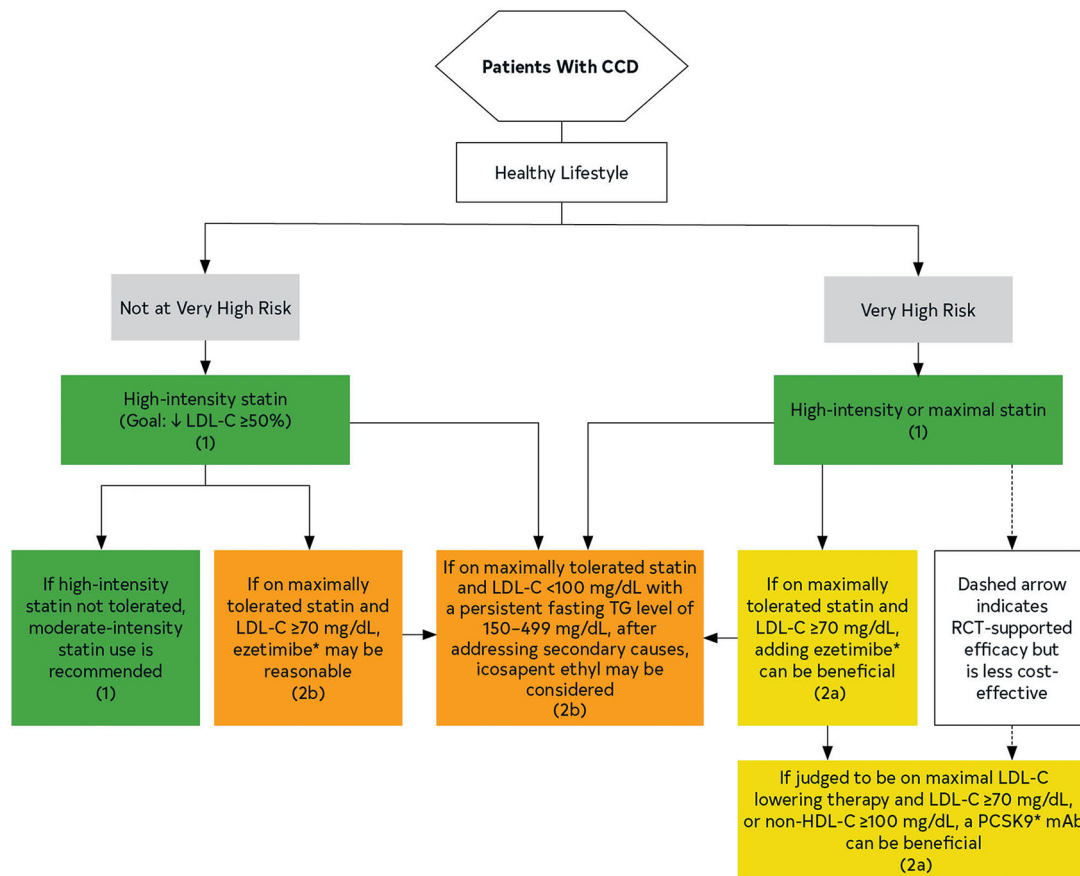 Patients With CCD
Healthy Lifestyle
Not at Very High Risk
Very High Risk
High-intensity statin
(Goal: ↓ LDL-C ≥50%)
(1)
High-intensity or maximal statin
(1)
If high-intensity
statin not tolerated,
moderate-intensity
statin use is
recommended
(1)
If on maximally
tolerated statin and
LDL-C ≥70 mg/dL,
ezetimibe* may be
reasonable
(2b)
If on maximally tolerated statin
and LDL-C <100 mg/dL with
a persistent fasting TG level of
150–499 mg/dL, after
addressing secondary causes,
icosapent ethyl may be
considered
(2b)
If on maximally
tolerated statin and
LDL-C ≥70 mg/dL,
adding ezetimibe*
can be beneficial
(2a)
Dashed arrow
indicates
RCT-supported
efficacy but
is less cost-
effective
If judged to be on maximal LDL-C
lowering therapy and LDL-C ≥70 mg/dL,
or non-HDL-C ≥100 mg/dL, a PCSK9* mAb
can be beneficial
(2a)